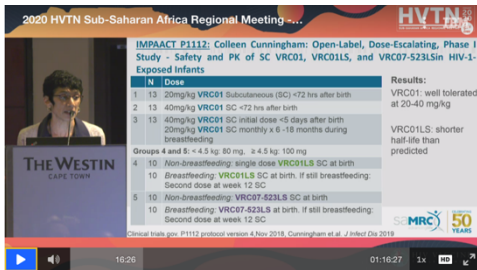 2020 HVTN Sub-Saharan Africa Regional Meeting -...
HVTN
IMPAACT P1112: Colleen Cunningham: Open-Label, Dose-Escalating, Phase I
Study - Safety and PK of SC VRC01, VRC01LS, and VRC07-523LSin HIV-1-
Exposed Infants
N Dose
1 13 20mg/kg VRC01 Subcutaneous (SC) <72 hrs after birth
2 13 40mg/kg VRC01 SC <72 hrs after birth
3 13 40mg/kg VRC01 SC initial dose <5 days after birth
20mg/kg VRC01 SC monthly x 6 -18 months during
breastfeeding
Groups 4 and 5: < 4.5 kg: 80 mg, ≥ 4.5 kg: 100 mg
4 10 Non-breastfeeding: single dose VRC01LS SC at birth
10 Breastfeeding: VRC01LS SC at birth. If still breastfeeding:
Second dose at week 12 SC
5 10 Non-breastfeeding: VRC07-523LS SC at birth
10 Breastfeeding: VRC07-523LS at birth. If still breastfeeding:
Second dose at week 12 SC
Results:
VRC01: well tolerated
at 20-40 mg/kg
VRC01LS: shorter
half-life than
predicted
THE WESTIN
CAPE TOWN
Clinical trials.gov. P1112 protocol version 4,Nov 2018, Cunningham et.al. J Infect Dis 2019
saMRC
50
YEARS
16:26
01:16:27
1x
HD